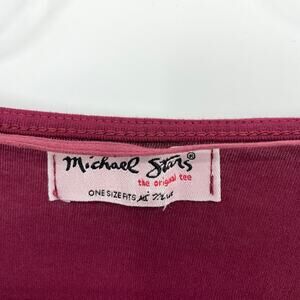 Michael Stars®
the original tee
ONE SIZE FITS